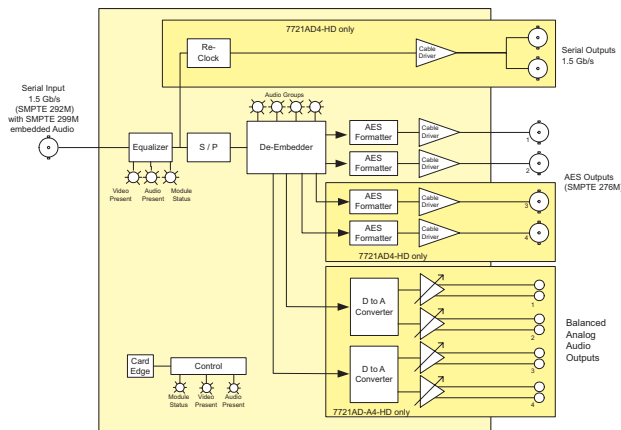 7721AD4-HD only
Re-
Clock
Cable
Driver
Serial Outputs
1.5 Gb/s
Serial Input
1.5 Gb/s
(SMPTE 292M)
with SMPTE 299M
embedded Audio
Audio Groups
Equalizer
S / P
De-Embedder
AES
Formatter
Cable
Driver
1
AES
Formatter
Cable
Driver
2
Video
Present
Audio
Present
Module
Status
AES Outputs
(SMPTE 276M)
AES
Formatter
Cable
Driver
3
AES
Formatter
Cable
Driver
4
7721AD4-HD only
D to A
Converter
1
2
Balanced
Analog
Audio
Outputs
D to A
Converter
3
4
7721AD-A4-HD only
Card
Edge
Control
Module
Status
Video
Present
Audio
Present